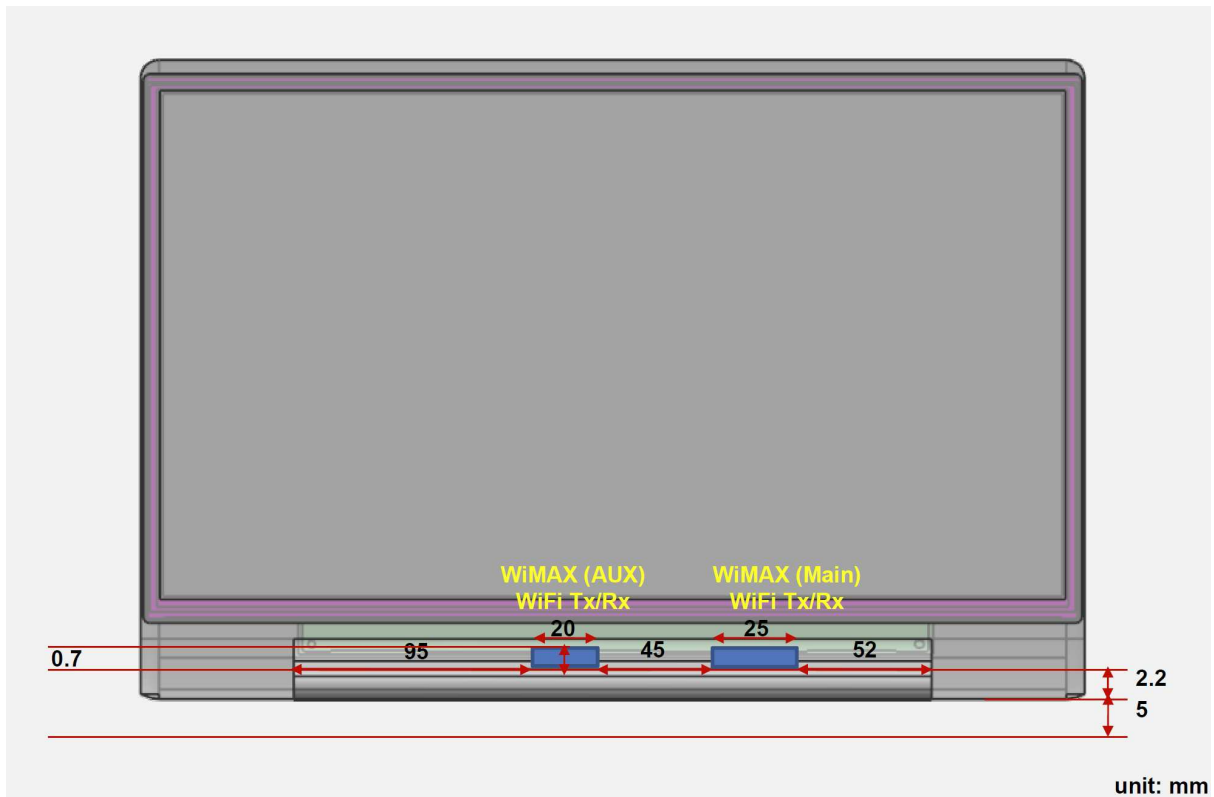 WiMAX (AUX)
WiFi Tx/Rx
WiMAX (Main)
WiFi Tx/Rx
20
25
0.7
95
45
52
2.2
5
unit: mm